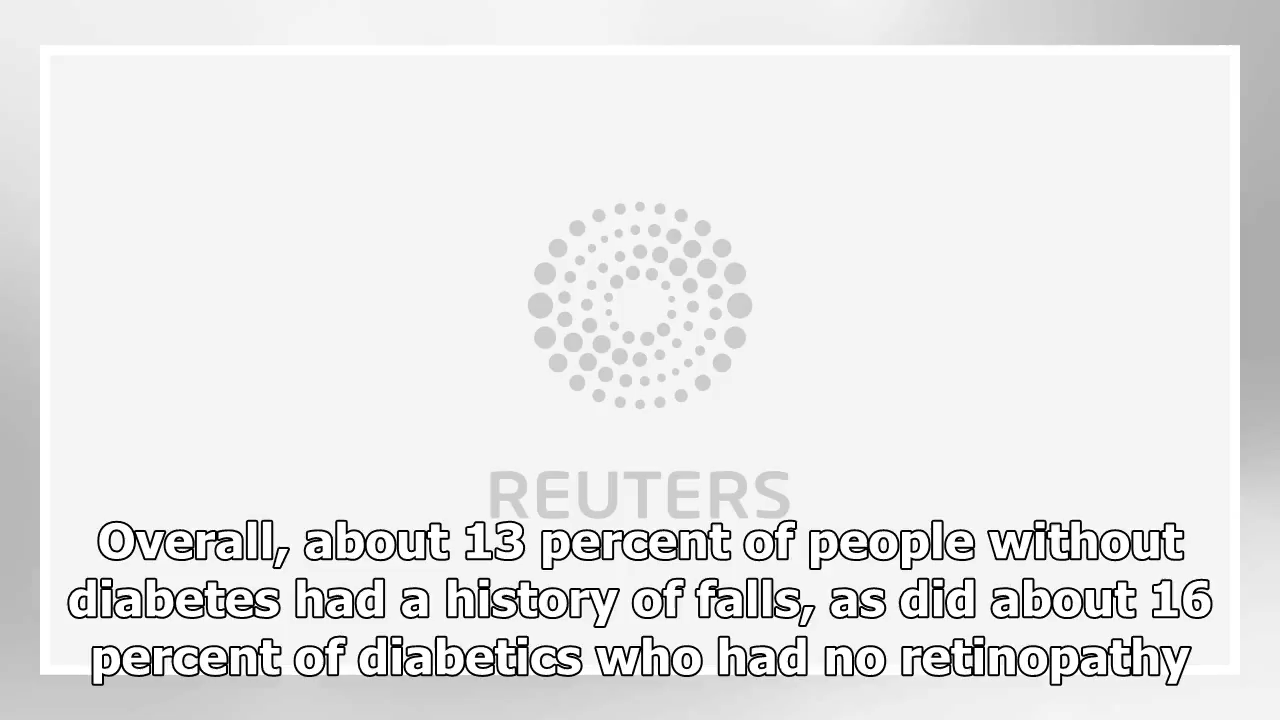 REUTERS
Overall, about 13 percent of people without
diabetes had a history of falls, as did about 16
percent of diabetics who had no retinopathy